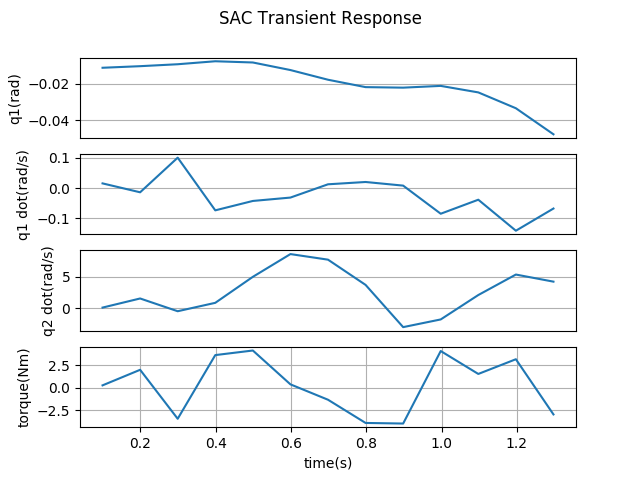 SAC Transient Response
q1(rad)
−0.02
−0.04
q1 dot(rad/s)
0.1
0.0
−0.1
q2 dot(rad/s)
5
0
torque(Nm)
2.5
0.0
−2.5
0.2 0.4 0.6 0.8 1.0 1.2
time(s)